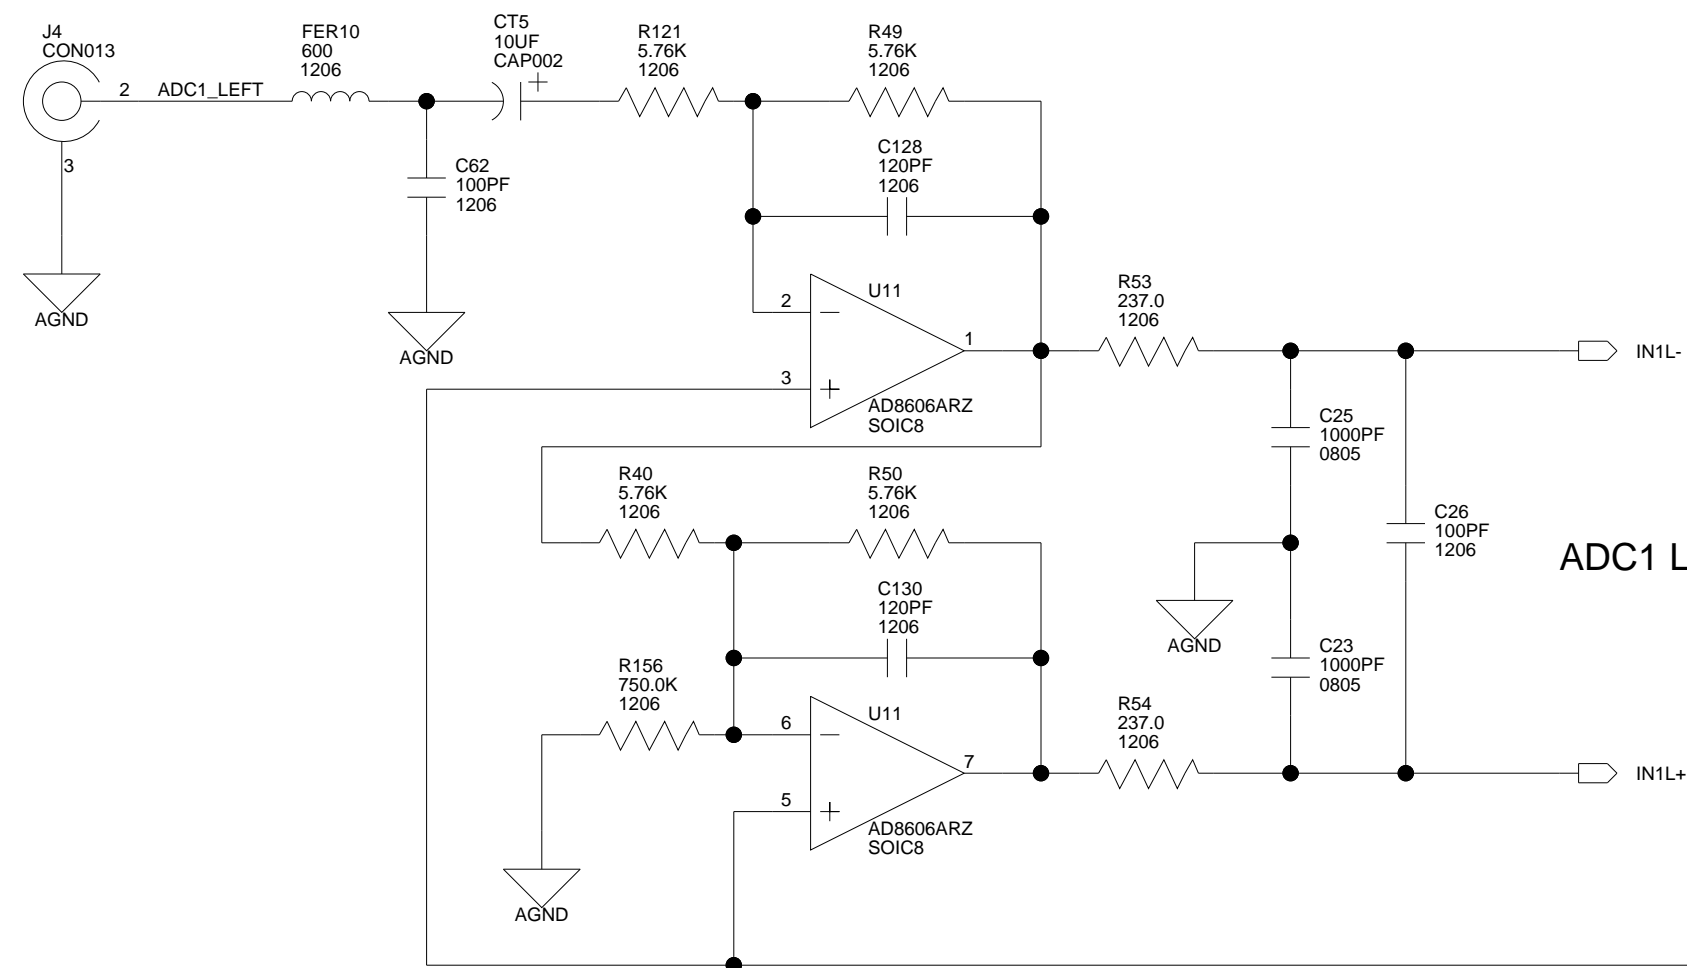 J4
CON013
2
ADC1_LEFT
3
AGND
FER10
600
1206
CT5
10UF
CAP002
+
R121
5.76K
1206
R49
5.76K
1206
C62
100PF
1206
AGND
C128
120PF
1206
U11
2
3
1
AD8606ARZ
SOIC8
R53
237.0
1206
IN1L-
C25
1000PF
0805
R40
5.76K
1206
R50
5.76K
1206
C26
100PF
1206
ADC1 L
AGND
C130
120PF
1206
C23
1000PF
0805
R156
750.0K
1206
AGND
U11
6
5
7
AD8606ARZ
SOIC8
R54
237.0
1206
IN1L+